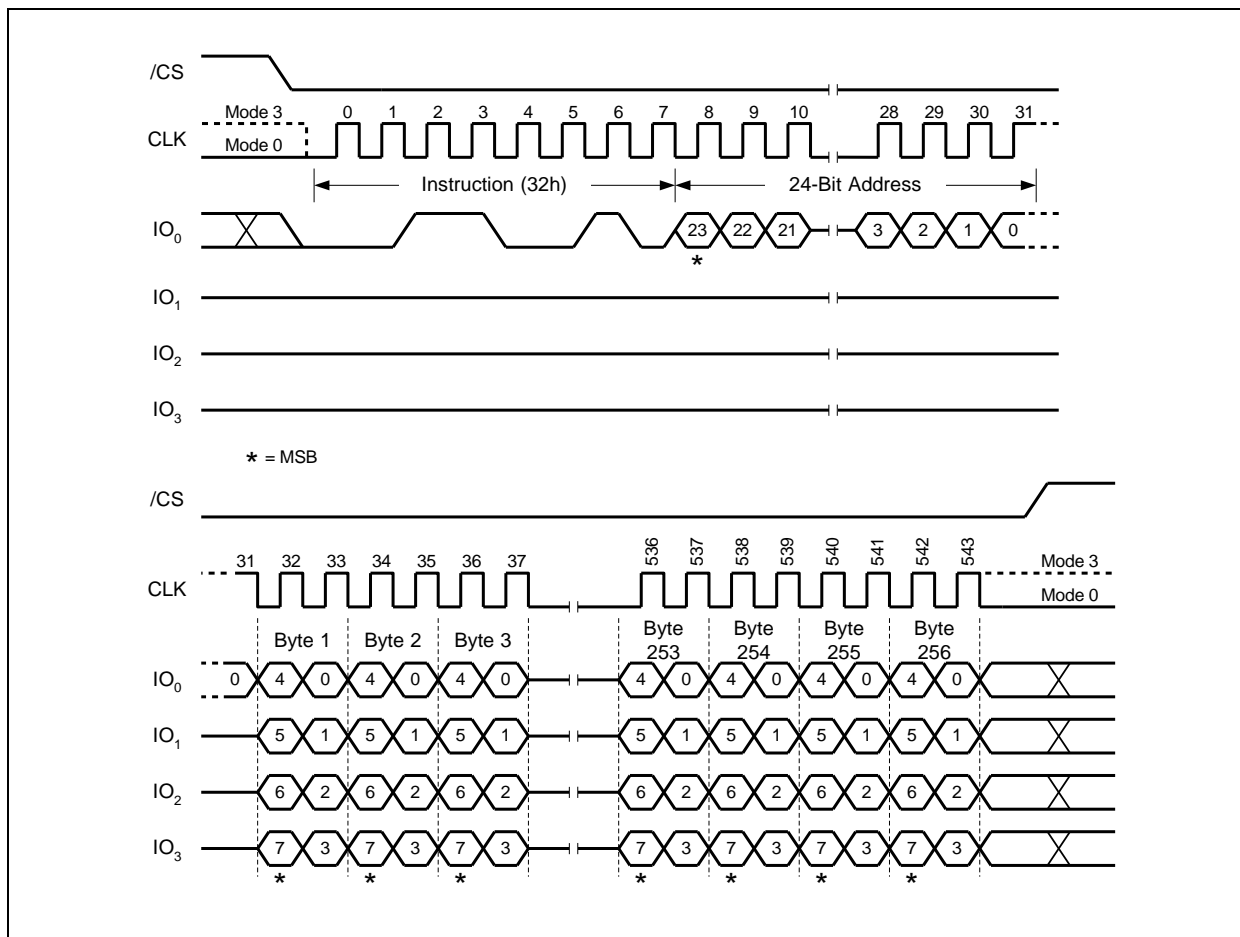 /CS
Mode 3 0 1 2 3 4 5 6 7 8 9 10 28 29 30 31
CLK
Mode 0
Instruction (32h) 24-Bit Address
IO0 23 22 21 3 2 1 0
*
IO1
IO2
IO3
* = MSB
/CS
31 32 33 34 35 36 37 536 537 538 539 540 541 542 543 Mode 3
CLK
Mode 0
Byte 1 Byte 2 Byte 3 Byte 253 Byte 254 Byte 255 Byte 256
IO0 0 4 0 4 0 4 0 4 0 4 0 4 0 4 0
IO1 5 1 5 1 5 1 5 1 5 1 5 1 5 1
IO2 6 2 6 2 6 2 6 2 6 2 6 2 6 2
IO3 7 3 7 3 7 3 7 3 7 3 7 3 7 3
* * * * * * *